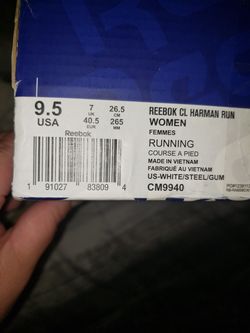 9.5 7 26.5 REEBOK CL HARMAN RUN
USA UK CM WOMEN
40.5 265 FEMMES
EUR MM RUNNING
Reebok COURSE A PIED
MADE IN VIETNAM
FABRIQUÉ AU VIETNAM
US-WHITE/STEEL/GUM
1 91027 83809 4 CM9940